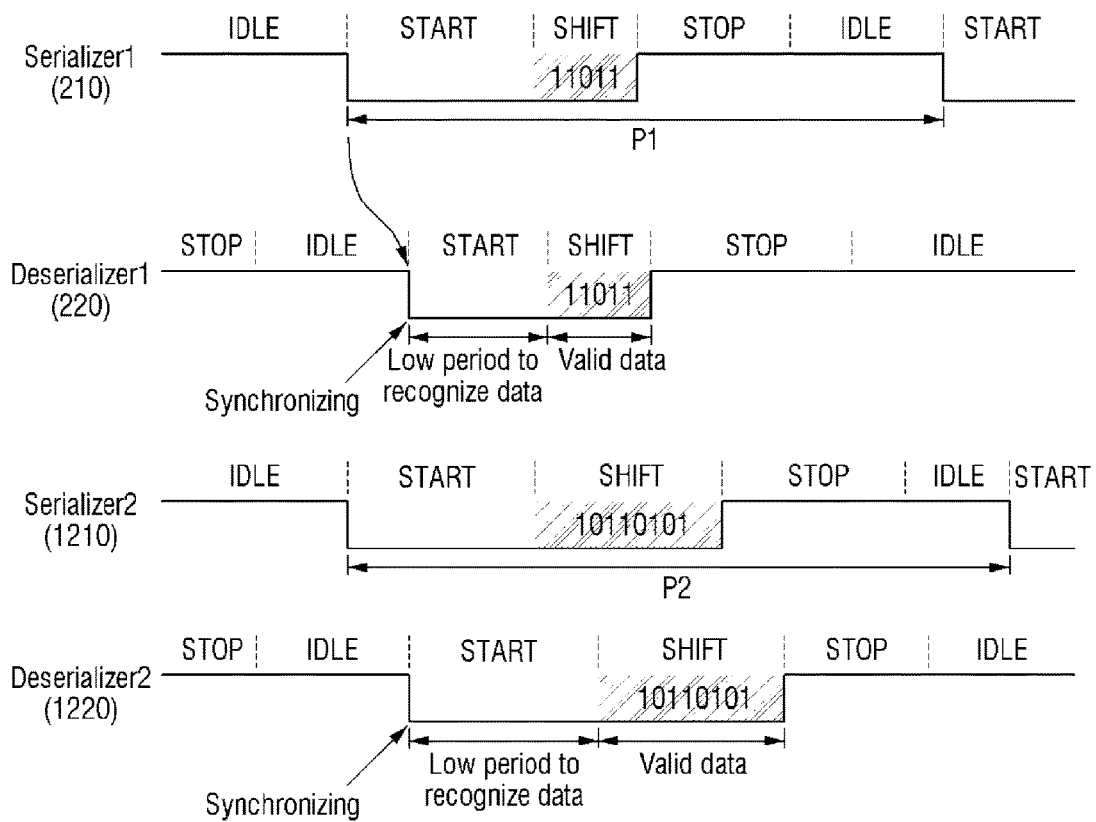 IDLE START SHIFT STOP IDLE START
Serializer1
(210)
11011
P1
STOP IDLE START SHIFT STOP IDLE
Deserializer1
(220)
11011
Low period to
recognize data
Valid data
Synchronizing
IDLE START SHIFT STOP IDLE START
Serializer2
(1210)
10110101
P2
STOP IDLE START SHIFT STOP IDLE
Deserializer2
(1220)
10110101
Low period to
recognize data
Valid data
Synchronizing